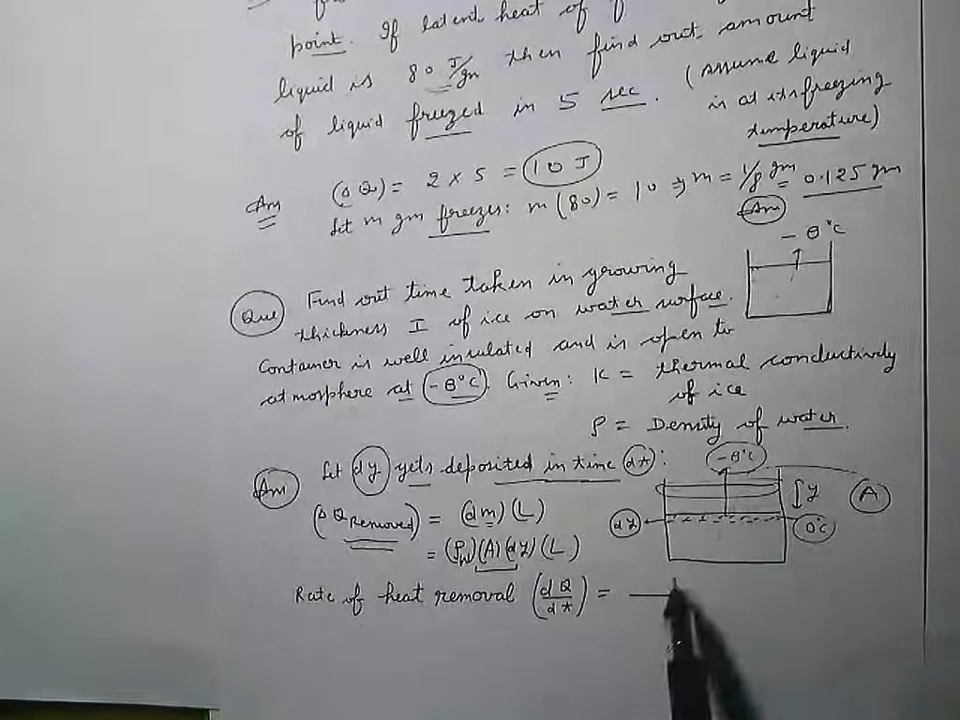 point. If latent heat of
liquid is 80 J/gm then find out amount
of liquid freezed in 5 sec. (Assume liquid
is at its freezing
temperature)
Ans (ΔQ) = 2 x 5 = 10 J
Let m gm freezes: m(80) = 10 ⇒ m = 1/8 gm = 0.125 gm
Ans
Que Find out time taken in growing
thickness I of ice on water surface.
Container is well insulated and is open to
atmosphere at -θ°C. Given: K = thermal conductivity
of ice
ρ = Density of water.
-θ°C
Ans Let dy gets deposited in time dt:
(ΔQ Removed) = (dm)(L)
= (ρw)(A)(dy)(L)
Rate of heat removal (dQ/dt) =
-θ°C
y
A
dy
0°C